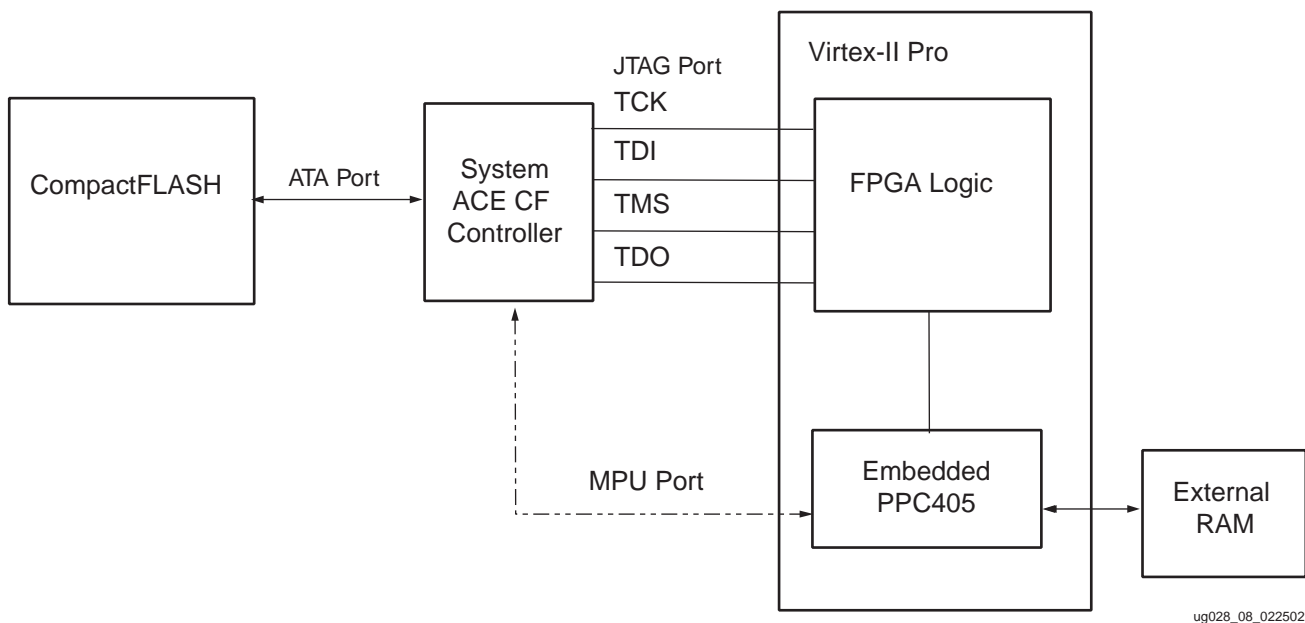 Virtex-II Pro
JTAG Port
TCK
TDI
TMS
TDO
CompactFLASH
ATA Port
System
ACE CF
Controller
FPGA Logic
MPU Port
Embedded
PPC405
External
RAM
ug028_08_022502